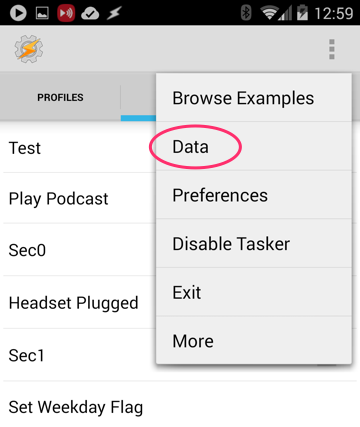 12:59
PROFILES
Browse Examples
Test
Data
Play Podcast
Preferences
Sec0
Disable Tasker
Headset Plugged
Exit
Sec1
More
Set Weekday Flag